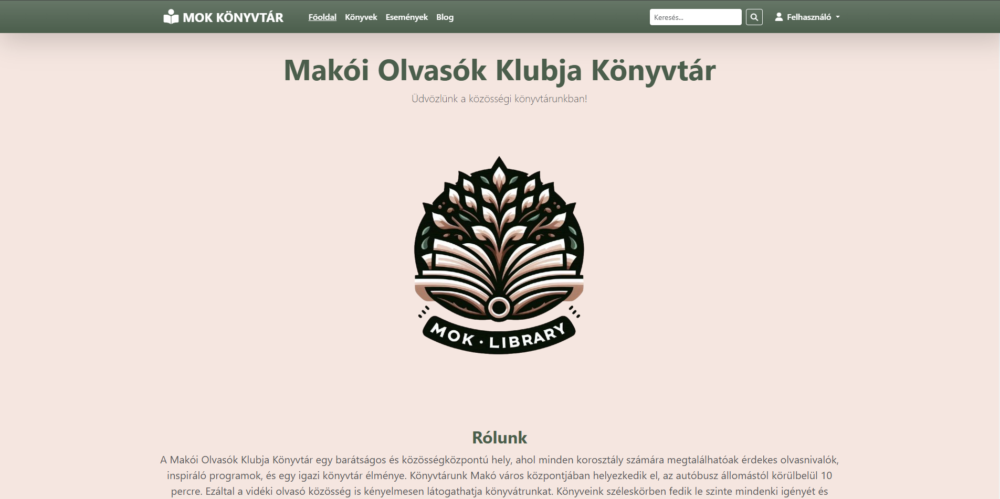 MOK KÖNYVTÁR Főoldal Könyvek Események Blog Keresés... Felhasználó
Makói Olvasók Klubja Könyvtár
Üdvözlünk a közösségi könyvtárunkban!
MOK · LIBRARY
Rólunk
A Makói Olvasók Klubja Könyvtár egy barátságos és közösségközpontú hely, ahol minden korosztály számára megtalálhatóak érdekes olvasnivalók,
inspiráló programok, és egy igazi könyvtár élménye. Könyvtárunk Makó város központjában helyezkedik el, az autóbusz állomástól körülbelül 10
percre. Ezáltal a vidéki olvasó közösség is kényelmesen látogathatja könyvátrunkat. Könyveink széleskörben fedik le szinte mindenki igényét és